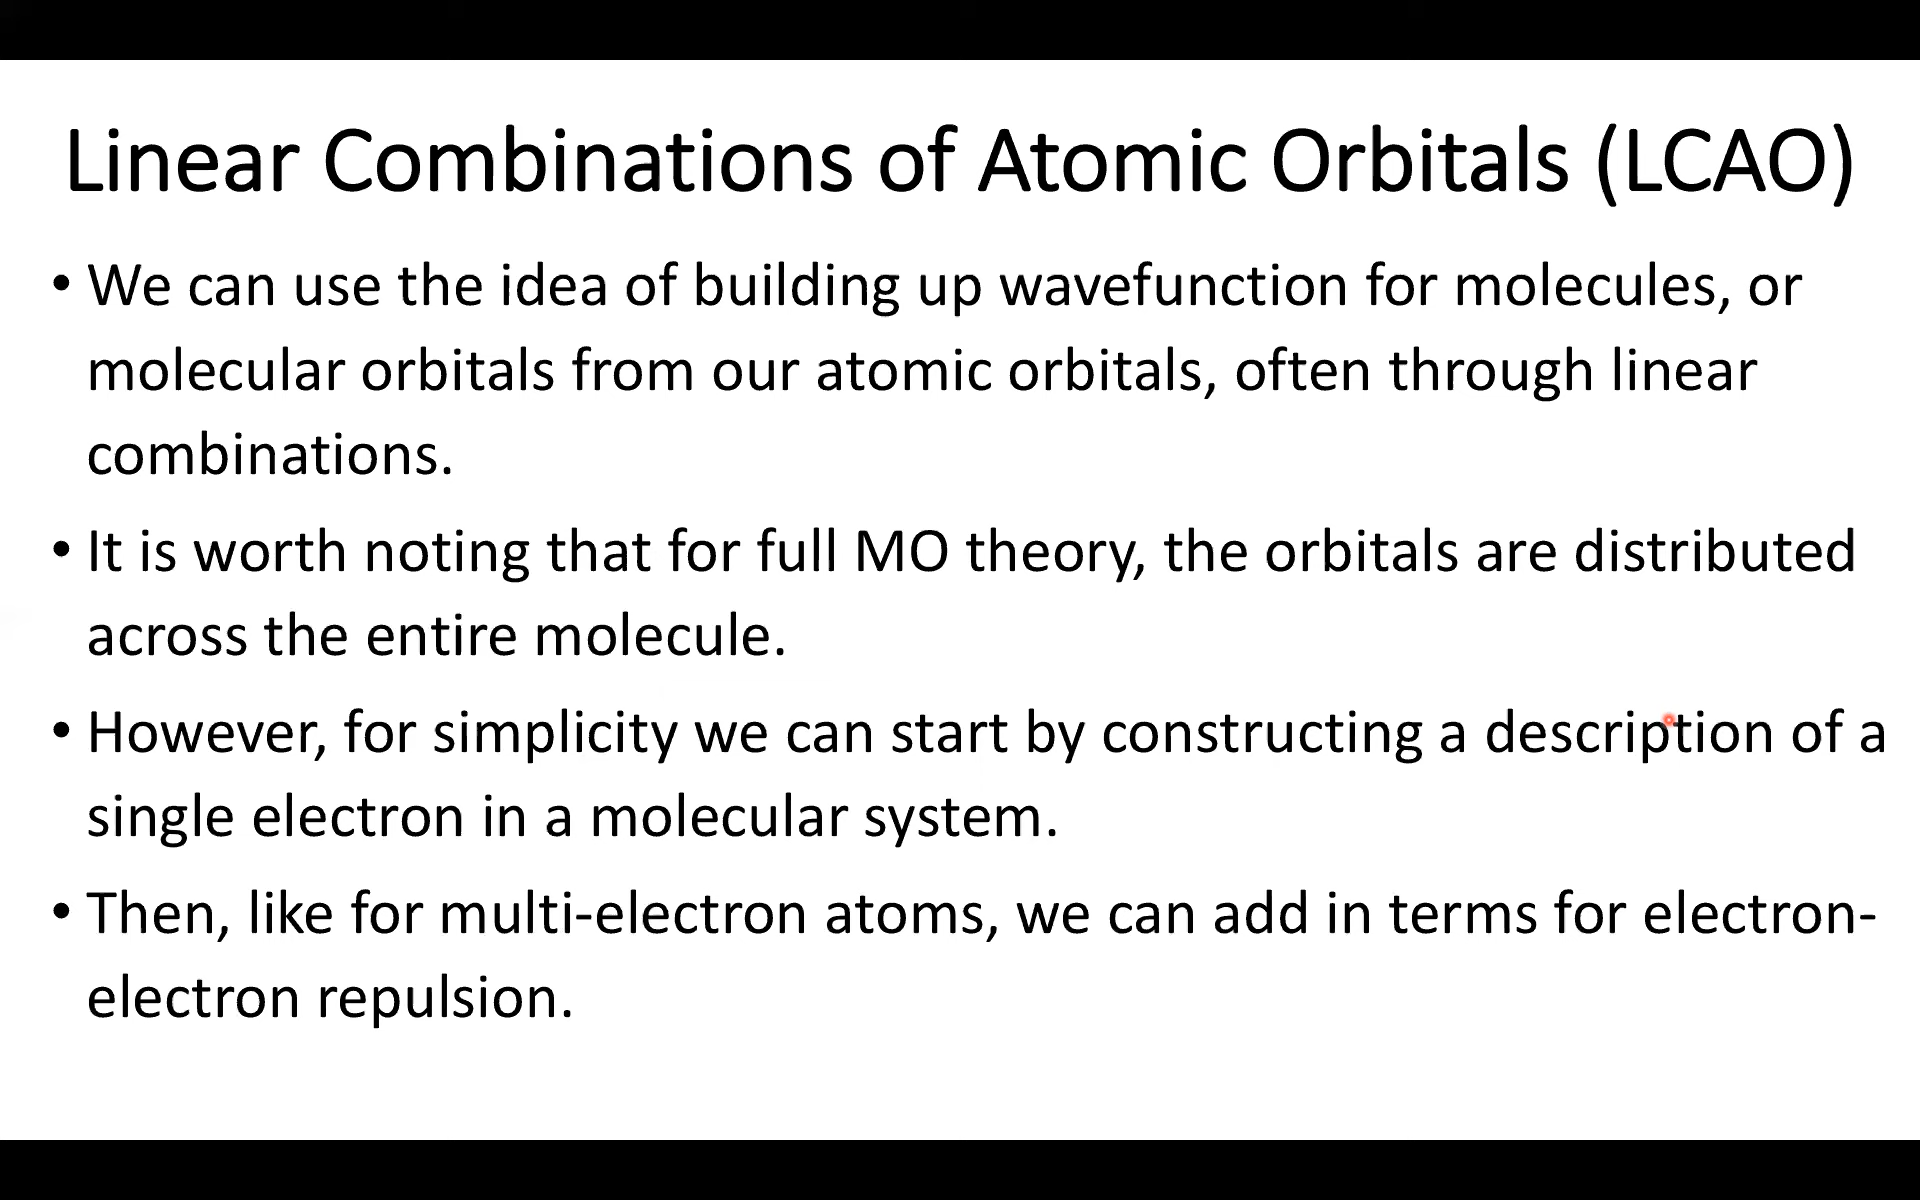 Linear Combinations of Atomic Orbitals (LCAO)
• We can use the idea of building up wavefunction for molecules, or
molecular orbitals from our atomic orbitals, often through linear
combinations.
• It is worth noting that for full MO theory, the orbitals are distributed
across the entire molecule.
• However, for simplicity we can start by constructing a description of a
single electron in a molecular system.
• Then, like for multi-electron atoms, we can add in terms for electron-
electron repulsion.